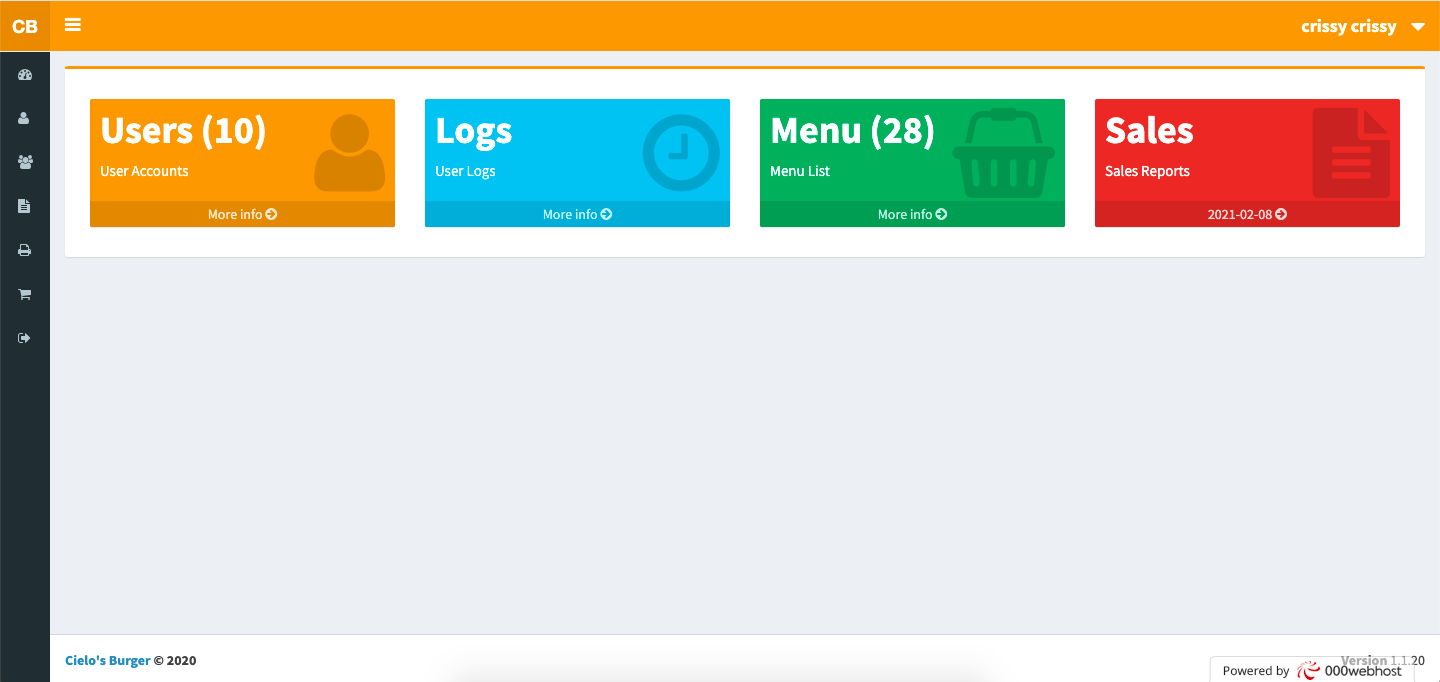 CB
crissy crissy
Users (10)
User Accounts
More info
Logs
User Logs
More info
Menu (28)
Menu List
More info
Sales
Sales Reports
2021-02-08
Cielo's Burger © 2020
Version 1.1.20
Powered by 000webhost